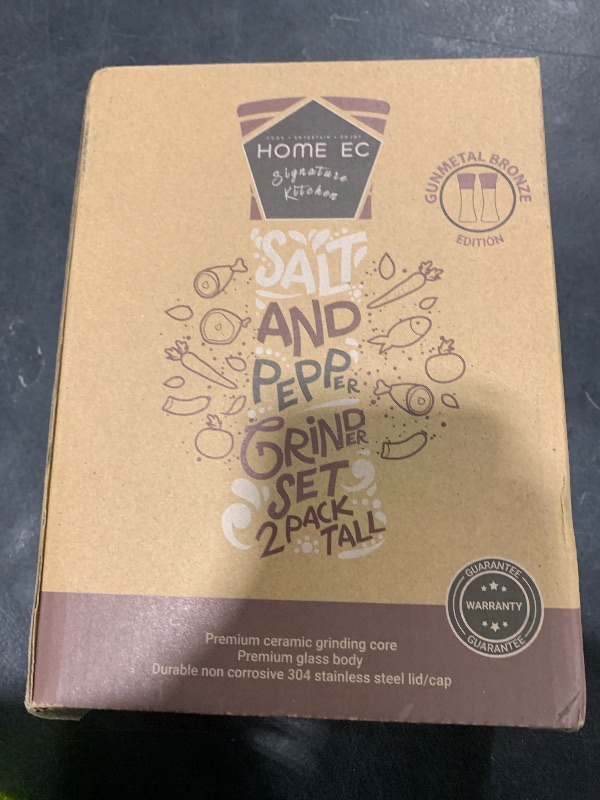 COOK • ENTERTAIN • ENJOY
HOME EC
Signature
Kitchen
GUNMETAL BRONZE
EDITION
SALT
AND
PEPPER
GRINDER
SET
2 PACK
TALL
GUARANTEE
WARRANTY
GUARANTEE
Premium ceramic grinding core
Premium glass body
Durable non corrosive 304 stainless steel lid/cap